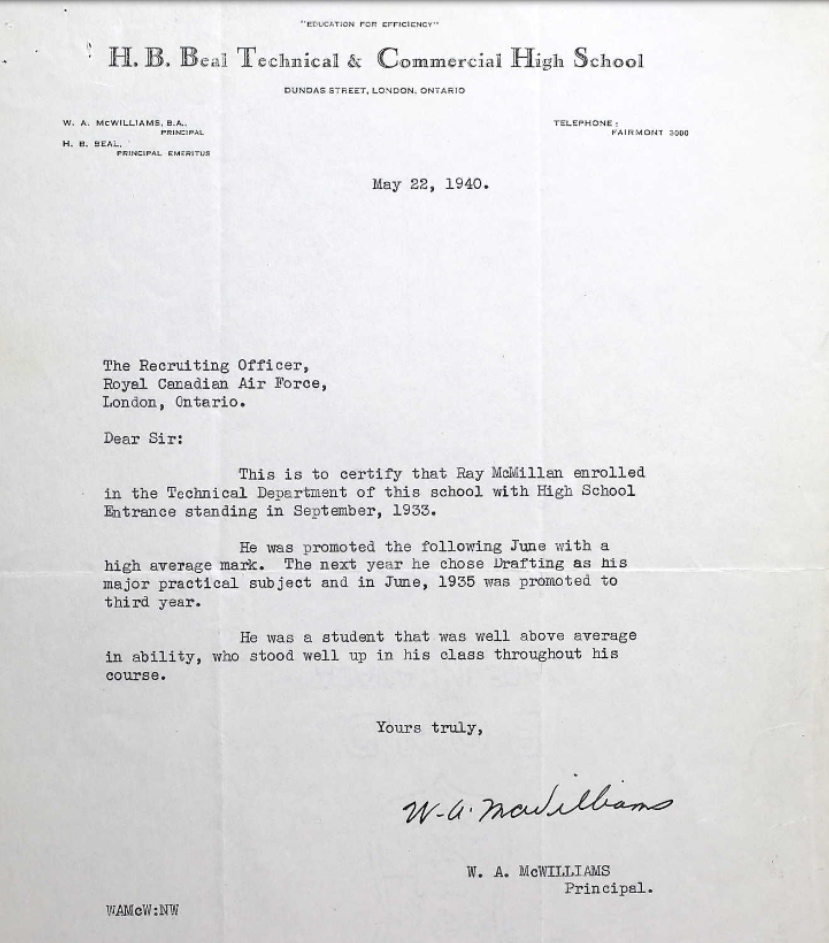 "EDUCATION FOR EFFICIENCY"
H. B. Beal Technical & Commercial High School
DUNDAS STREET, LONDON, ONTARIO
W. A. McWILLIAMS, B.A.,
PRINCIPAL
H. B. BEAL,
PRINCIPAL EMERITUS
TELEPHONE:
FAIRMONT 3000
May 22, 1940.
The Recruiting Officer,
Royal Canadian Air Force,
London, Ontario.
Dear Sir:
This is to certify that Ray McMillan enrolled
in the Technical Department of this school with High School
Entrance standing in September, 1933.
He was promoted the following June with a
high average mark. The next year he chose Drafting as his
major practical subject and in June, 1935 was promoted to
third year.
He was a student that was well above average
in ability, who stood well up in his class throughout his
course.
Yours truly,
W. A. McWilliams
W. A. McWILLIAMS
Principal.
WAMcW:NW